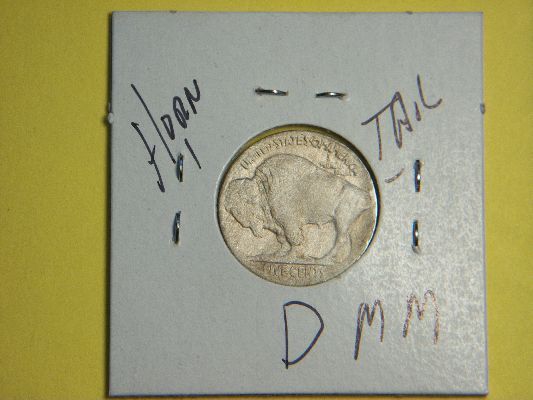 HORN
TAIL
UNITED STATES OF AMERICA
FIVE CENTS
D MM